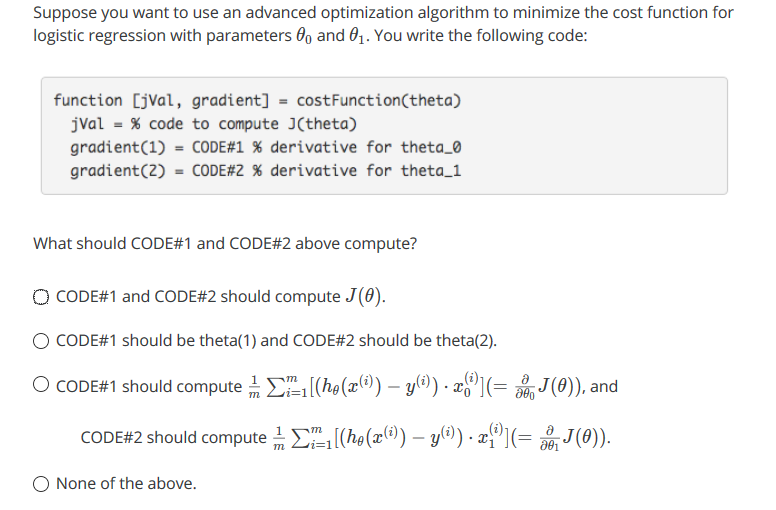 Suppose you want to use an advanced optimization algorithm to minimize the cost function for
logistic regression with parameters θ₀ and θ₁. You write the following code:
function [jVal, gradient] = costFunction(theta)
jVal = % code to compute J(theta)
gradient(1) = CODE#1 % derivative for theta_0
gradient(2) = CODE#2 % derivative for theta_1
What should CODE#1 and CODE#2 above compute?
CODE#1 and CODE#2 should compute J(θ).
CODE#1 should be theta(1) and CODE#2 should be theta(2).
CODE#1 should compute $\frac{1}{m} \sum_{i=1}^{m} [(h_\theta(x^{(i)}) - y^{(i)}) \cdot x_0^{(i)}] (= \frac{\partial}{\partial \theta_0} J(\theta))$, and
CODE#2 should compute $\frac{1}{m} \sum_{i=1}^{m} [(h_\theta(x^{(i)}) - y^{(i)}) \cdot x_1^{(i)}] (= \frac{\partial}{\partial \theta_1} J(\theta))$.
None of the above.